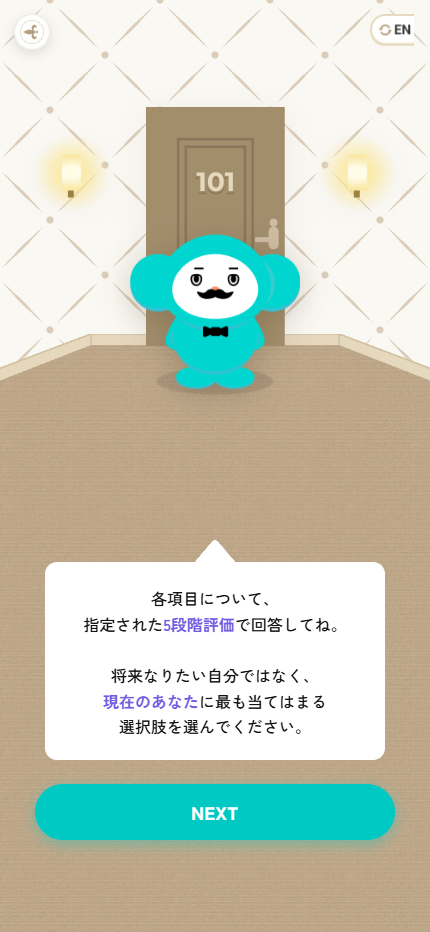 EN
101
各項目について、
指定された5段階評価で回答してね。
将来なりたい自分ではなく、
現在のあなたに最も当てはまる
選択肢を選んでください。
NEXT